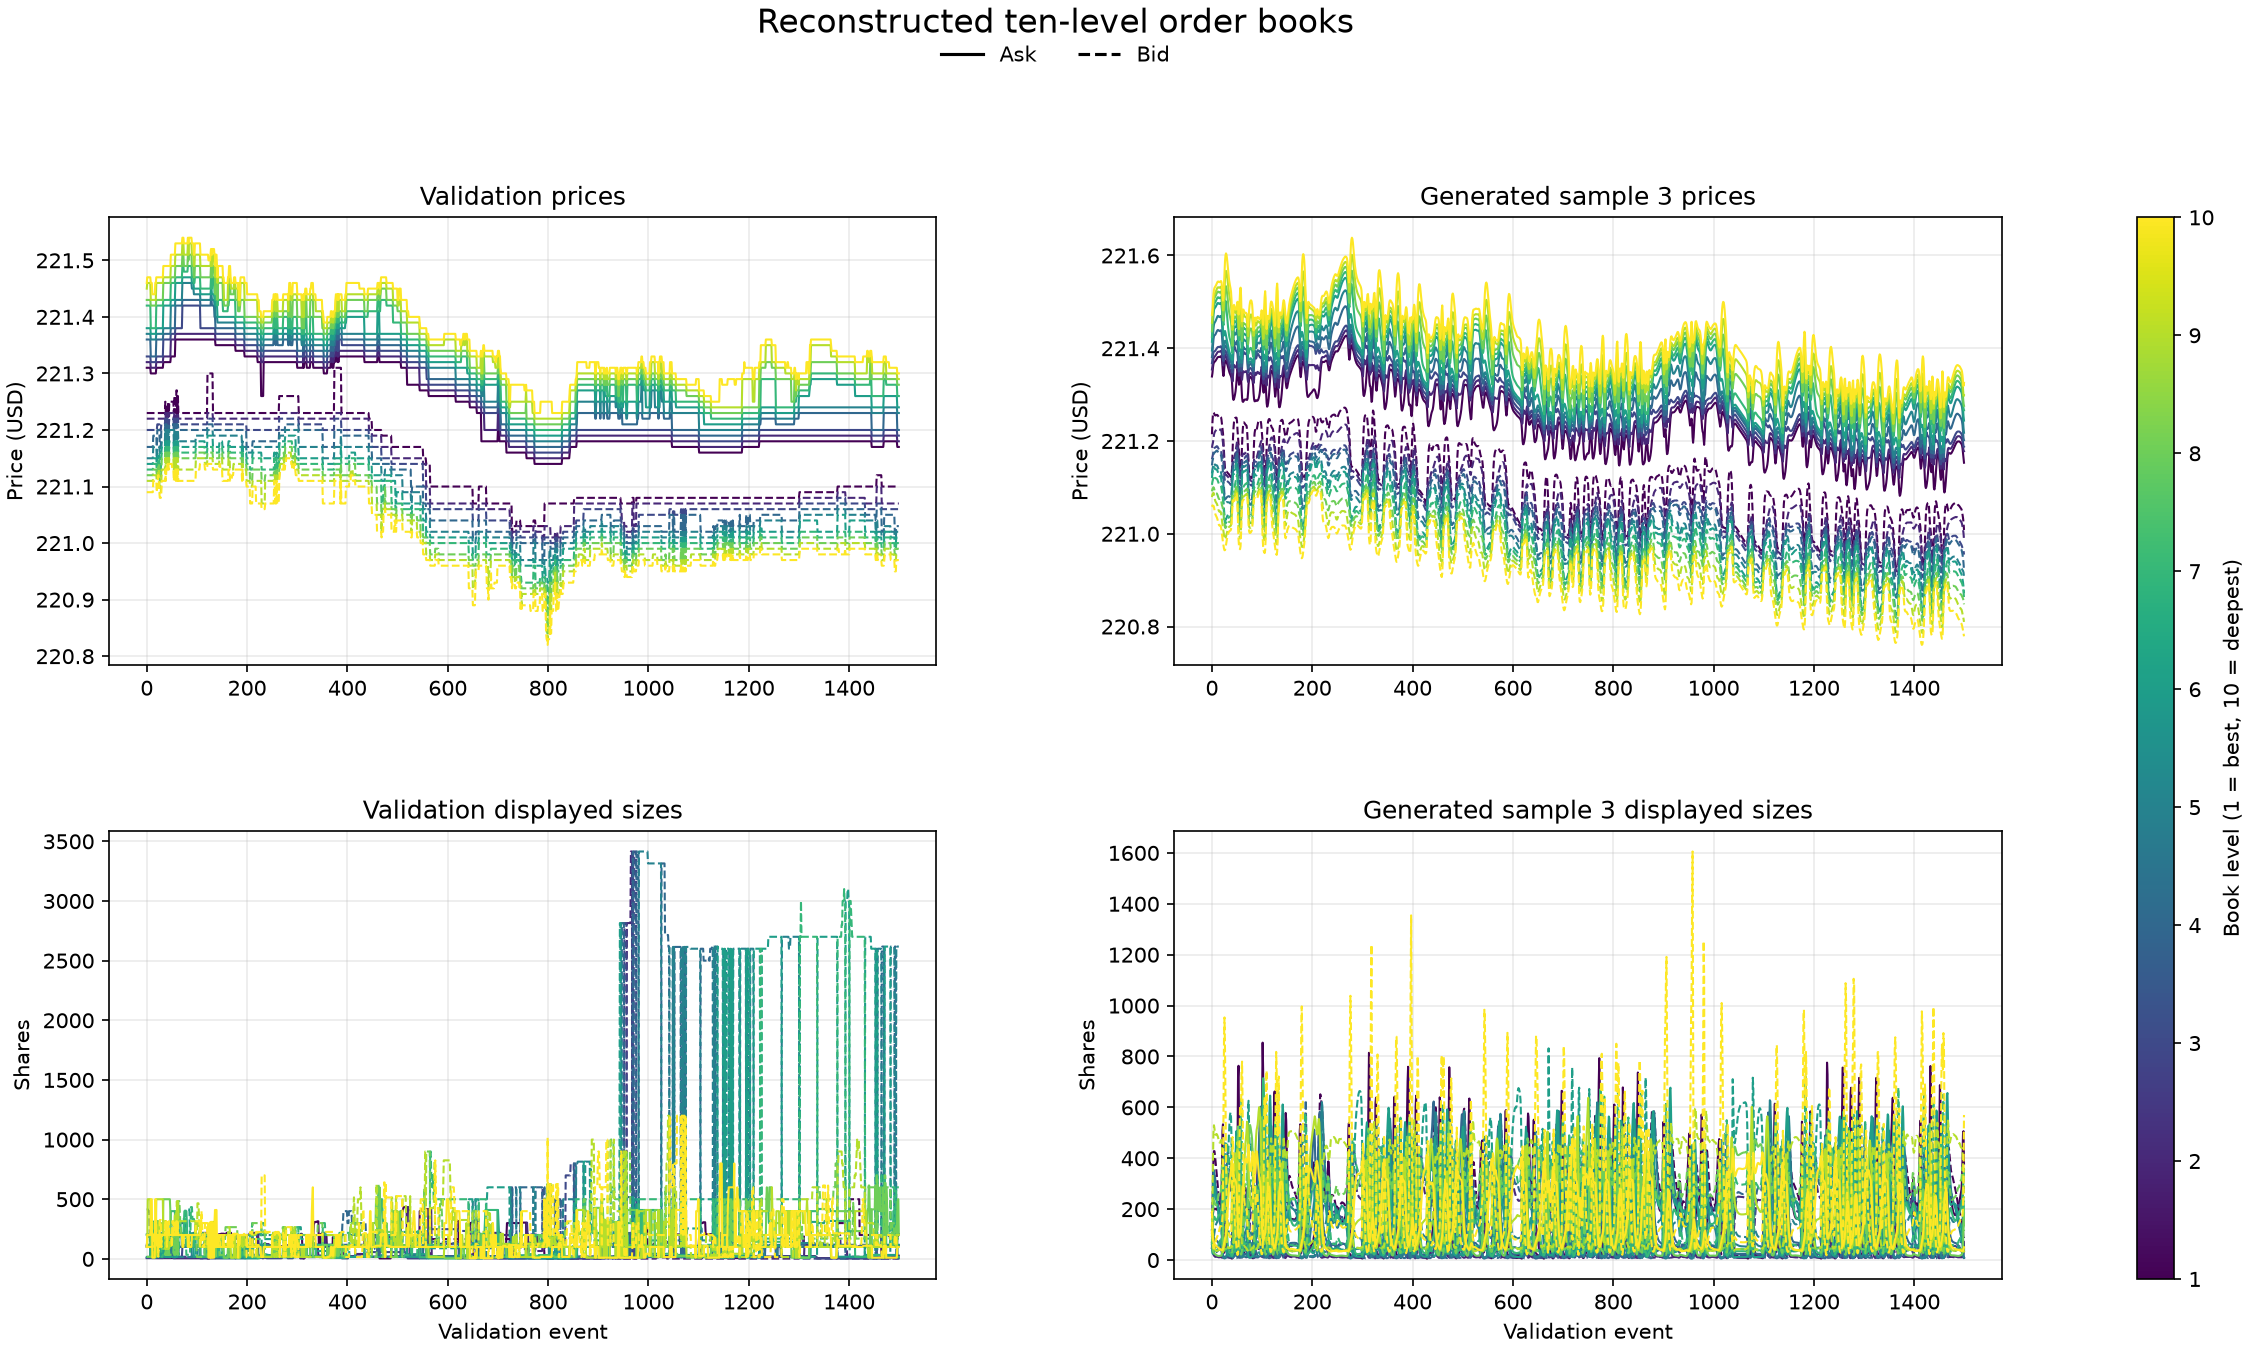 Reconstructed ten-level order books
Ask
Bid
Validation prices
Price (USD)
221.5
221.4
221.3
221.2
221.1
221.0
220.9
220.8
0 200 400 600 800 1000 1200 1400
Generated sample 3 prices
Price (USD)
221.6
221.4
221.2
221.0
220.8
0 200 400 600 800 1000 1200 1400
Validation displayed sizes
Shares
3500
3000
2500
2000
1500
1000
500
0
0 200 400 600 800 1000 1200 1400
Validation event
Generated sample 3 displayed sizes
Shares
1600
1400
1200
1000
800
600
400
200
0
0 200 400 600 800 1000 1200 1400
Validation event
10
9
8
7
6
5
4
3
2
1
Book level (1 = best, 10 = deepest)